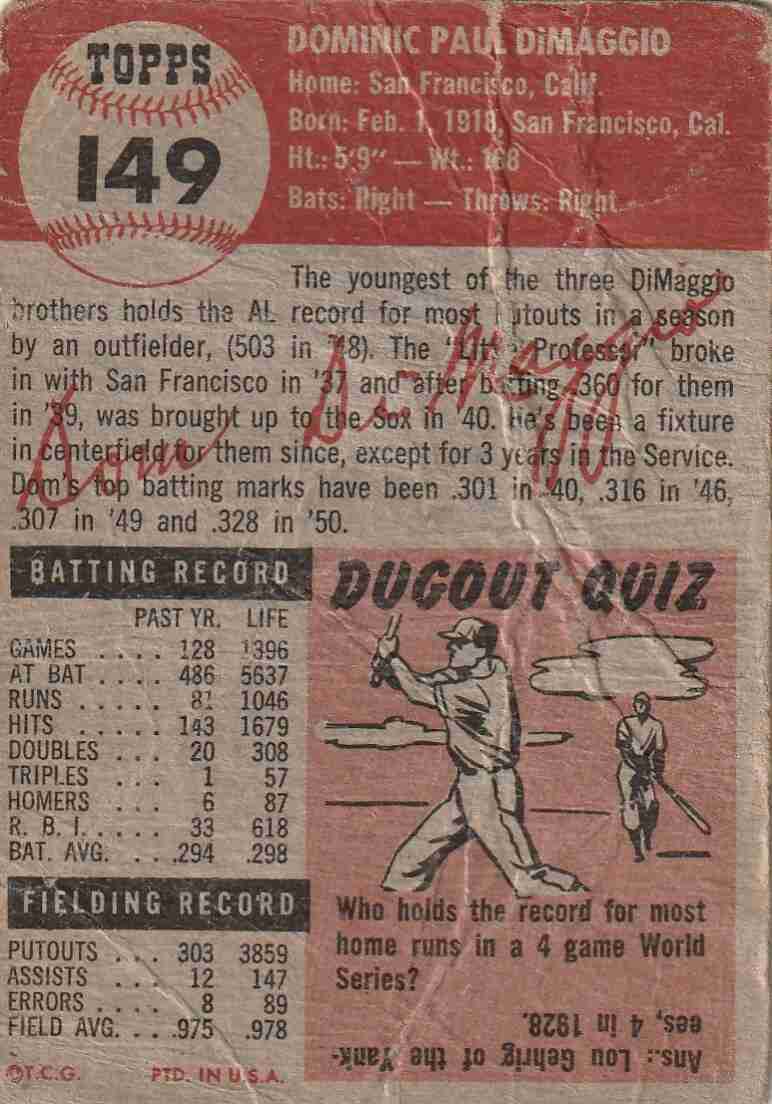 TOPPS
149
DOMINIC PAUL DiMAGGIO
Home: San Francisco, Calif.
Born: Feb. 1, 1918, San Francisco, Cal.
Ht.: 5'9" — Wt.: 168
Bats: Right — Throws: Right
The youngest of the three DiMaggio
brothers holds the AL record for most putouts in a season
by an outfielder, (503 in '48). The "Little Professor" broke
in with San Francisco in '37 and after batting .360 for them
in '39, was brought up to the Sox in '40. He's been a fixture
in centerfield for them since, except for 3 years in the Service.
Dom's top batting marks have been .301 in '40, .316 in '46,
.307 in '49 and .328 in '50.
Dom DiMaggio
BATTING RECORD
PAST YR. LIFE
GAMES . . . . 128 1396
AT BAT . . . . 486 5637
RUNS . . . . . 81 1046
HITS . . . . . 143 1679
DOUBLES . . . 20 308
TRIPLES . . . 1 57
HOMERS . . . 6 87
R. B. I. . . . . 33 618
BAT. AVG. . . .294 .298
FIELDING RECORD
PUTOUTS . . . 303 3859
ASSISTS . . . 12 147
ERRORS . . . . 8 89
FIELD AVG. . . .975 .978
©T.C.G. PTD. IN U.S.A.
DUGOUT QUIZ
Who holds the record for most
home runs in a 4 game World
Series?
Ans.: Lou Gehrig of the Yank-
ees, 4 in 1928.